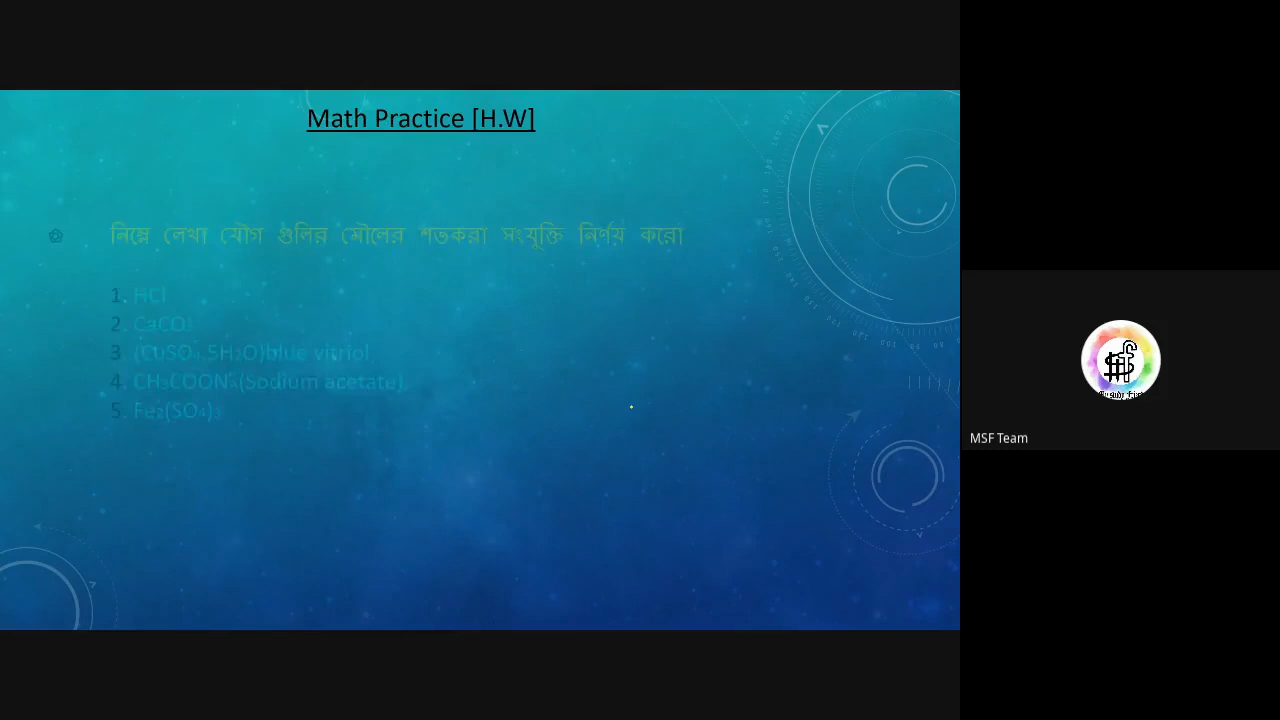 Math Practice [H.W]
নিম্নে লেখা যৌগ গুলির মৌলের শতকরা সংযুক্তি নির্ণয় করো
1. HCl
2. CaCO₃
3 (CuSO₄.5H₂O)blue vitriol
4. CH₃COONa(Sodium acetate).
5. Fe₂(SO₄)₃
MSF Team